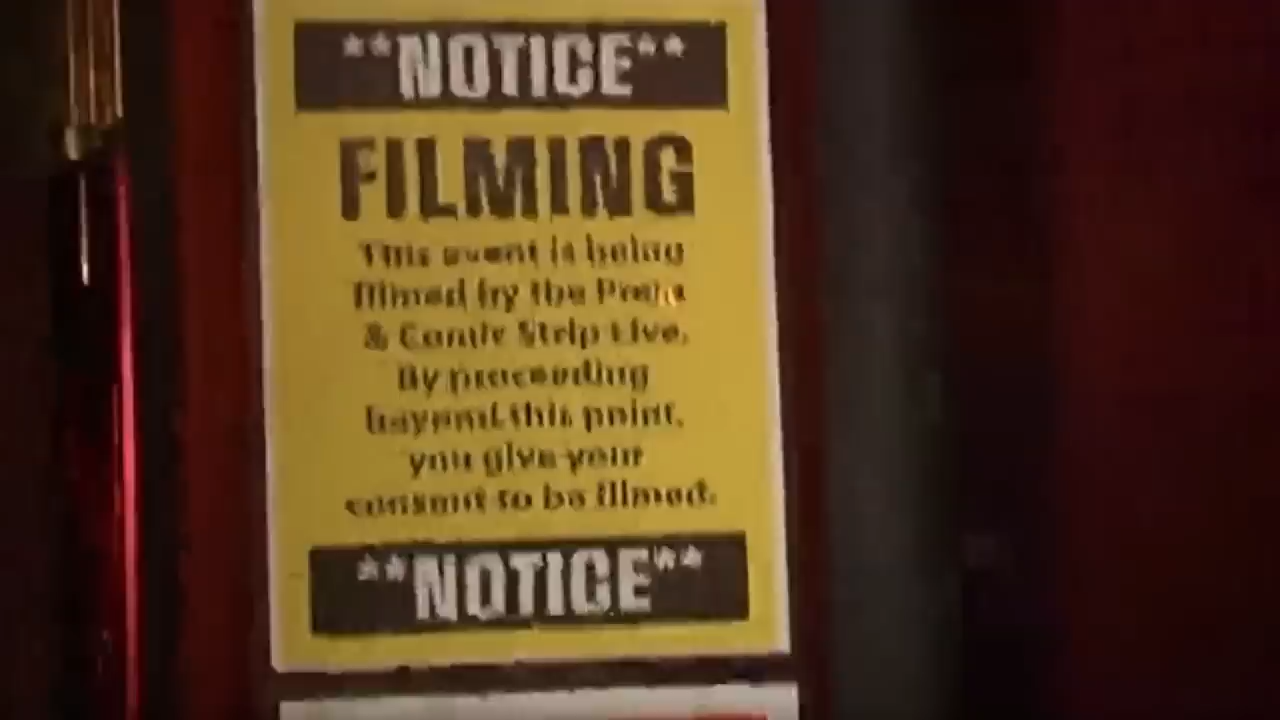 **NOTICE**
FILMING
This event is being
filmed by the Press
& Comic Strip Live.
By proceeding
beyond this point,
you give your
consent to be filmed.
**NOTICE**